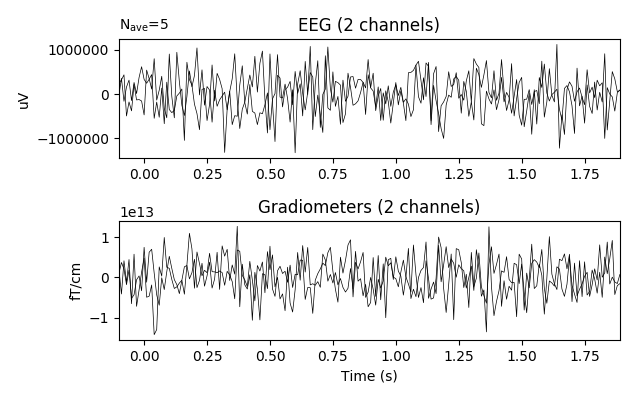 N_ave=5
EEG (2 channels)
1000000
0
−1000000
uV
0.00 0.25 0.50 0.75 1.00 1.25 1.50 1.75
1e13
Gradiometers (2 channels)
1
0
−1
fT/cm
0.00 0.25 0.50 0.75 1.00 1.25 1.50 1.75
Time (s)